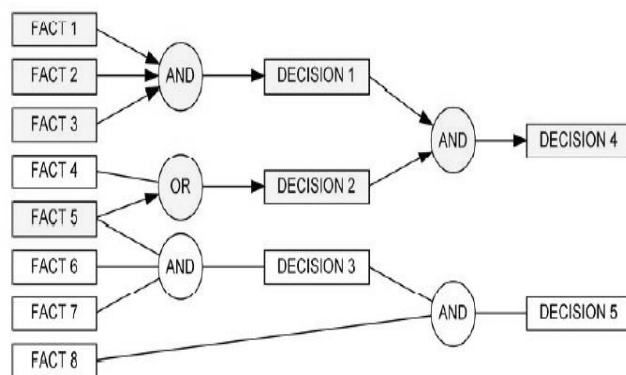 FACT 1
FACT 2
AND
DECISION 1
FACT 3
AND
DECISION 4
FACT 4
OR
DECISION 2
FACT 5
FACT 6
AND
DECISION 3
FACT 7
AND
DECISION 5
FACT 8